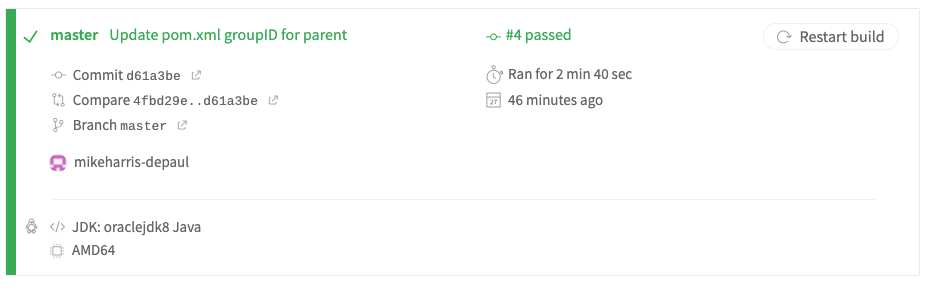 master Update pom.xml groupID for parent
#4 passed
Restart build
Commit d61a3be
Ran for 2 min 40 sec
Compare 4fbd29e..d61a3be
27
46 minutes ago
Branch master
mikeharris-depaul
</> JDK: oraclejdk8 Java
AMD64